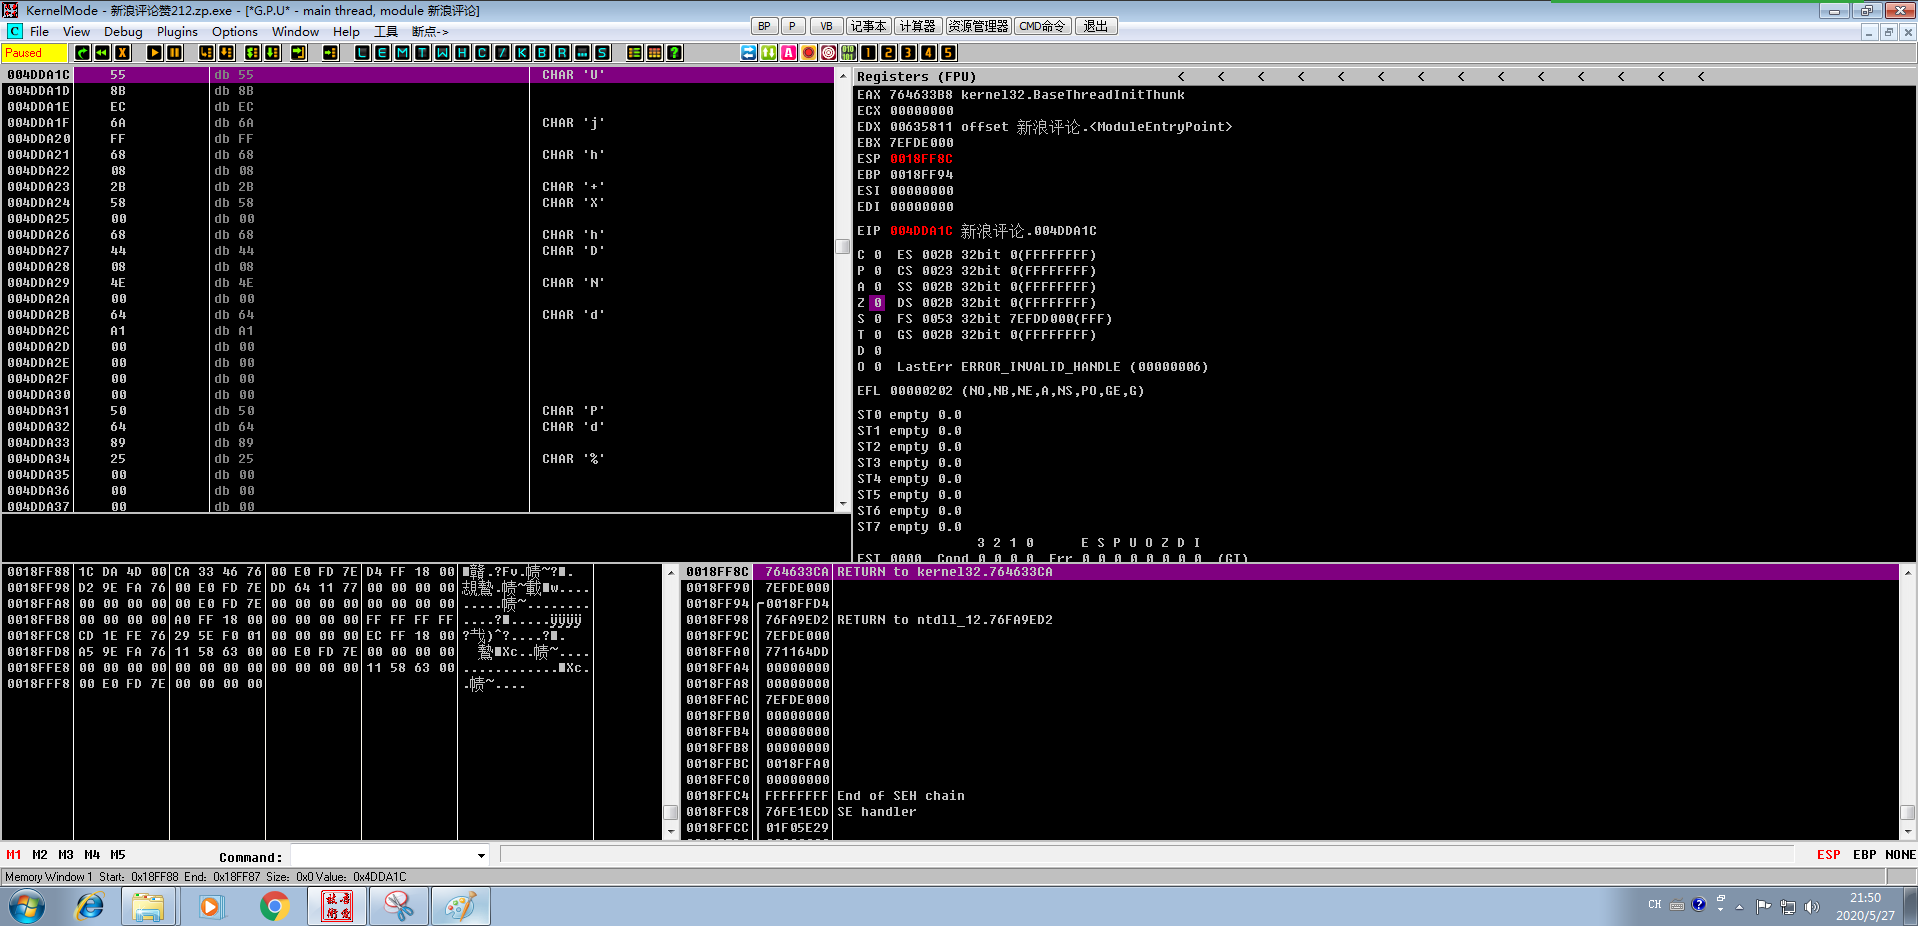 KernelMode - 新浪评论赞212.zp.exe - [*G.P.U* - main thread, module 新浪评论]
BP P VB 记事本 计算器 资源管理器 CMD命令 退出
C File View Debug Plugins Options Window Help 工具 断点->
Paused
L E M T W H C / K B R ... S
? A 1 2 3 4 5
004DDA1C 55 db 55 CHAR 'U'
004DDA1D 8B db 8B
004DDA1E EC db EC
004DDA1F 6A db 6A CHAR 'j'
004DDA20 FF db FF
004DDA21 68 db 68 CHAR 'h'
004DDA22 08 db 08
004DDA23 2B db 2B CHAR '+'
004DDA24 58 db 58 CHAR 'X'
004DDA25 00 db 00
004DDA26 68 db 68 CHAR 'h'
004DDA27 44 db 44 CHAR 'D'
004DDA28 08 db 08
004DDA29 4E db 4E CHAR 'N'
004DDA2A 00 db 00
004DDA2B 64 db 64 CHAR 'd'
004DDA2C A1 db A1
004DDA2D 00 db 00
004DDA2E 00 db 00
004DDA2F 00 db 00
004DDA30 00 db 00
004DDA31 50 db 50 CHAR 'P'
004DDA32 64 db 64 CHAR 'd'
004DDA33 89 db 89
004DDA34 25 db 25 CHAR '%'
004DDA35 00 db 00
004DDA36 00 db 00
004DDA37 00 db 00
Registers (FPU) < < < < < < < < < < < < < <
EAX 764633B8 kernel32.BaseThreadInitThunk
ECX 00000000
EDX 00635811 offset 新浪评论.<ModuleEntryPoint>
EBX 7EFDE000
ESP 0018FF8C
EBP 0018FF94
ESI 00000000
EDI 00000000
EIP 004DDA1C 新浪评论.004DDA1C
C 0 ES 002B 32bit 0(FFFFFFFF)
P 0 CS 0023 32bit 0(FFFFFFFF)
A 0 SS 002B 32bit 0(FFFFFFFF)
Z 0 DS 002B 32bit 0(FFFFFFFF)
S 0 FS 0053 32bit 7EFDD000(FFF)
T 0 GS 002B 32bit 0(FFFFFFFF)
D 0
O 0 LastErr ERROR_INVALID_HANDLE (00000006)
EFL 00000202 (NO,NB,NE,A,NS,PO,GE,G)
ST0 empty 0.0
ST1 empty 0.0
ST2 empty 0.0
ST3 empty 0.0
ST4 empty 0.0
ST5 empty 0.0
ST6 empty 0.0
ST7 empty 0.0
3 2 1 0 E S P U O Z D I
FST 0000 Cond 0 0 0 0 Err 0 0 0 0 0 0 0 0 (GT)
0018FF88 1C DA 4D 00 CA 33 46 76 00 E0 FD 7E D4 FF 18 00
0018FF98 D2 9E FA 76 00 E0 FD 7E DD 64 11 77 00 00 00 00
0018FFA8 00 00 00 00 00 E0 FD 7E 00 00 00 00 00 00 00 00
0018FFB8 00 00 00 00 A0 FF 18 00 00 00 00 00 FF FF FF FF
0018FFC8 CD 1E FE 76 29 5E F0 01 00 00 00 00 EC FF 18 00
0018FFD8 A5 9E FA 76 11 58 63 00 00 E0 FD 7E 00 00 00 00
0018FFE8 00 00 00 00 00 00 00 00 00 00 00 00 11 58 63 00
0018FFF8 00 E0 FD 7E 00 00 00 00
0018FF8C 764633CA RETURN to kernel32.764633CA
0018FF90 7EFDE000
0018FF94 0018FFD4
0018FF98 76FA9ED2 RETURN to ntdll_12.76FA9ED2
0018FF9C 7EFDE000
0018FFA0 771164DD
0018FFA4 00000000
0018FFA8 00000000
0018FFAC 7EFDE000
0018FFB0 00000000
0018FFB4 00000000
0018FFB8 00000000
0018FFBC 0018FFA0
0018FFC0 00000000
0018FFC4 FFFFFFFF End of SEH chain
0018FFC8 76FE1ECD SE handler
0018FFCC 01F05E29
M1 M2 M3 M4 M5 Command: ESP EBP NONE
Memory Window 1 Start: 0x18FF88 End: 0x18FF87 Size: 0x0 Value: 0x4DDA1C
CH 21:50
2020/5/27